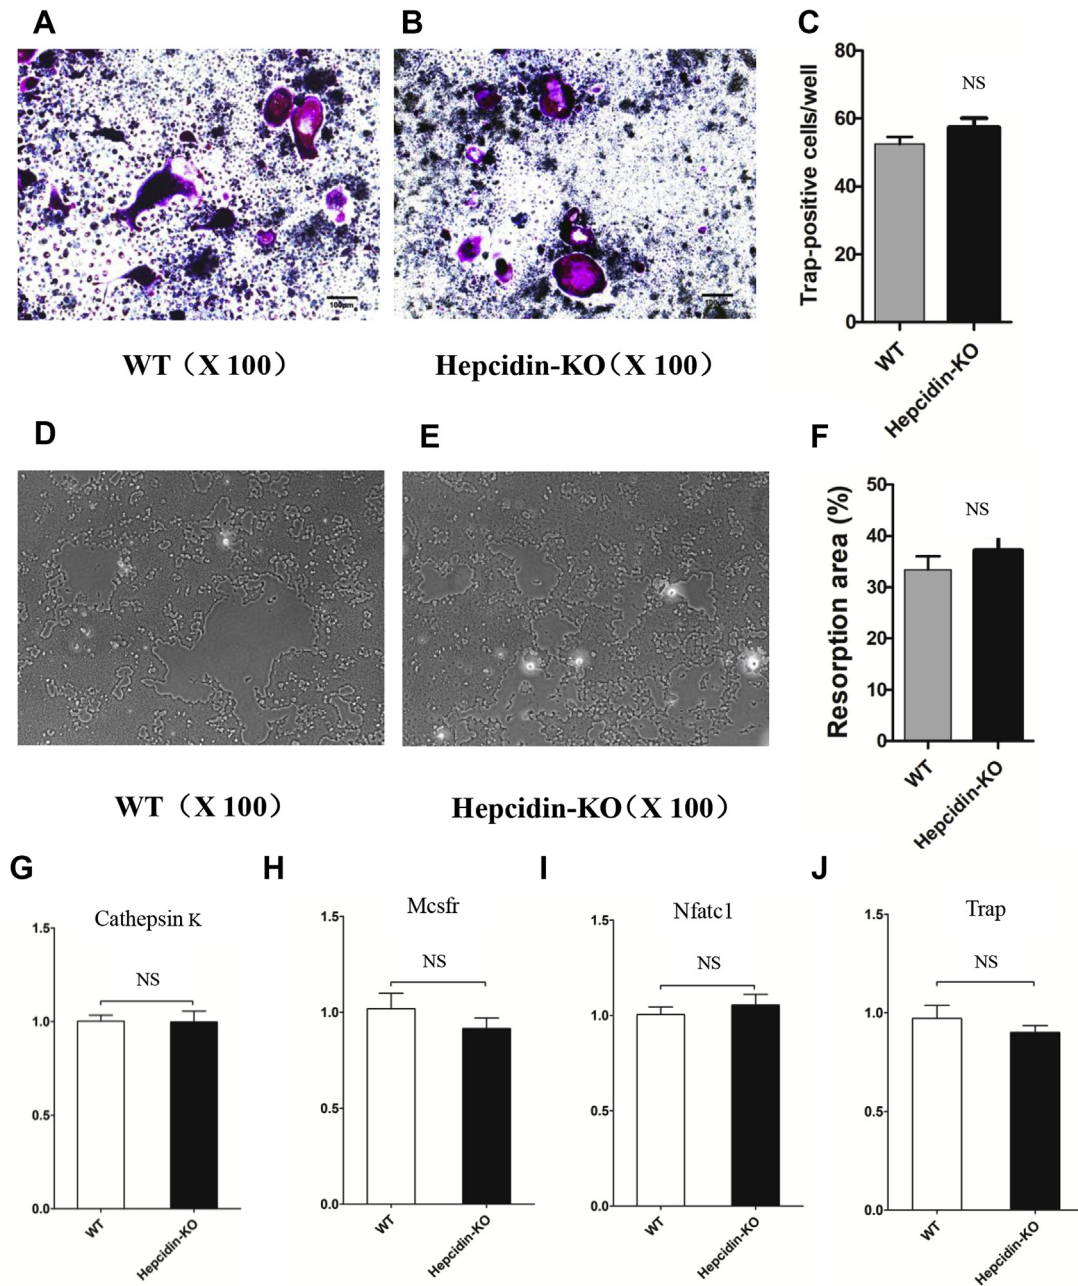 A
B
C
100μm
WT（X 100）
Hepcidin-KO（X 100）
Trap-positive cells/well
80
60
40
20
0
NS
WT
Hepcidin-KO
D
E
F
WT（X 100）
Hepcidin-KO（X 100）
Resorption area (%)
50
40
30
20
10
0
NS
WT
Hepcidin-KO
G
H
I
J
Cathepsin K
1.5
1.0
0.5
0.0
NS
WT
Hepcidin-KO
Mcsfr
1.5
1.0
0.5
0.0
NS
WT
Hepcidin-KO
Nfatc1
1.5
1.0
0.5
0.0
NS
WT
Hepcidin-KO
Trap
1.5
1.0
0.5
0.0
NS
WT
Hepcidin-KO